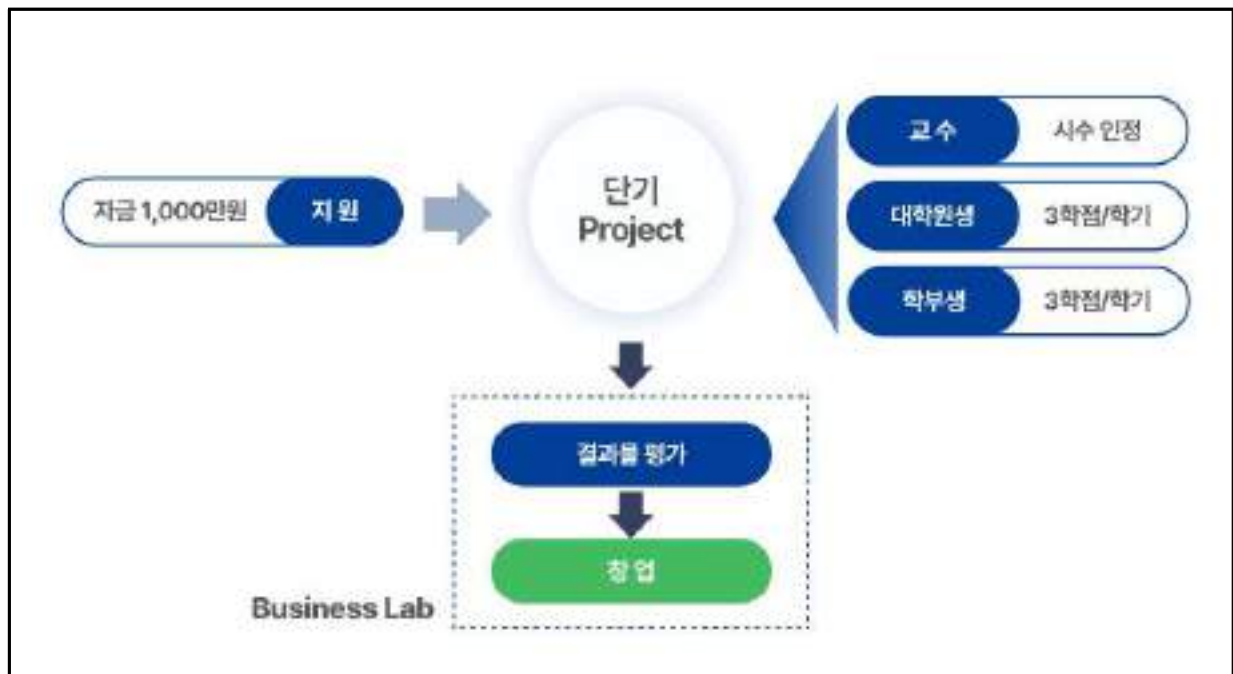 자금 1,000만원
지 원
단기
Project
교 수
시수 인정
대학원생
3학점/학기
학부생
3학점/학기
결과물 평가
창 업
Business Lab